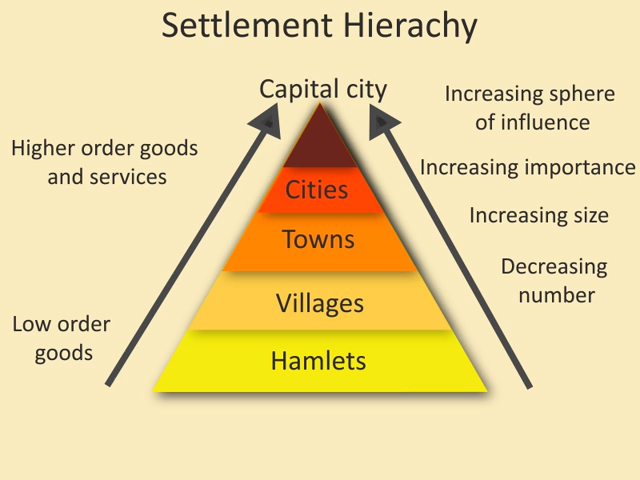 Settlement Hierachy
Capital city
Increasing sphere
of influence
Higher order goods
and services
Increasing importance
Cities
Increasing size
Towns
Decreasing
number
Villages
Low order
goods
Hamlets